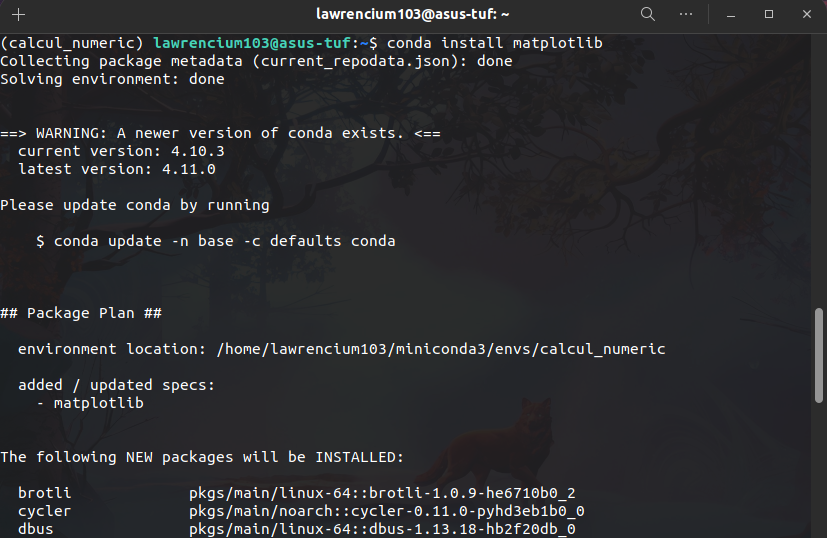 lawrencium103@asus-tuf: ~
(calcul_numeric) lawrencium103@asus-tuf:~$ conda install matplotlib
Collecting package metadata (current_repodata.json): done
Solving environment: done
==> WARNING: A newer version of conda exists. <==
current version: 4.10.3
latest version: 4.11.0
Please update conda by running
$ conda update -n base -c defaults conda
## Package Plan ##
environment location: /home/lawrencium103/miniconda3/envs/calcul_numeric
added / updated specs:
- matplotlib
The following NEW packages will be INSTALLED:
brotli pkgs/main/linux-64::brotli-1.0.9-he6710b0_2
cycler pkgs/main/noarch::cycler-0.11.0-pyhd3eb1b0_0
dbus pkgs/main/linux-64::dbus-1.13.18-hb2f20db_0